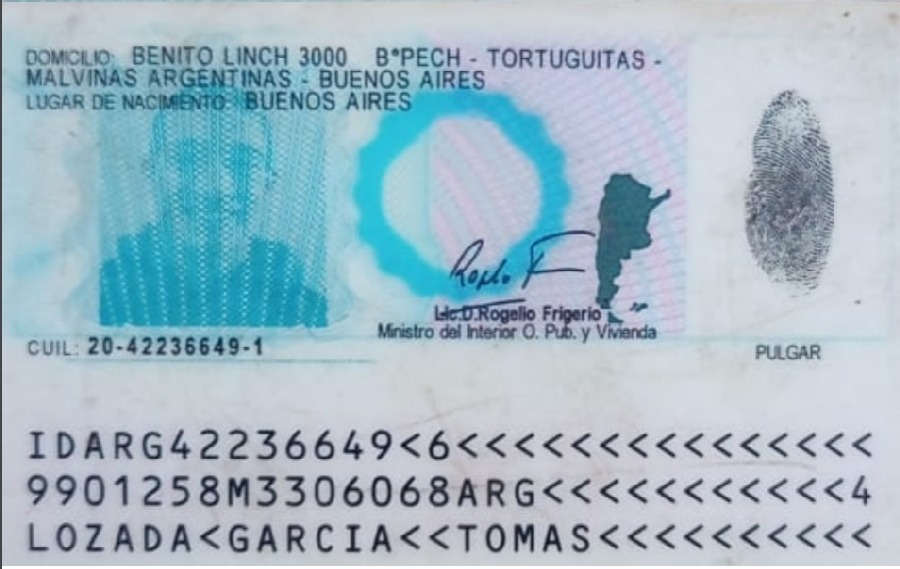 DOMICILIO: BENITO LINCH 3000 B°PECH - TORTUGUITAS -
MALVINAS ARGENTINAS - BUENOS AIRES
LUGAR DE NACIMIENTO: BUENOS AIRES
Lic.D.Rogelio Frigerio
Ministro del Interior O. Pub. y Vivienda
CUIL: 20-42236649-1
PULGAR
IDARG42236649<6<<<<<<<<<<<<<<<
9901258M3306068ARG<<<<<<<<<<<4
LOZADA<GARCIA<<TOMAS<<<<<<<<<<